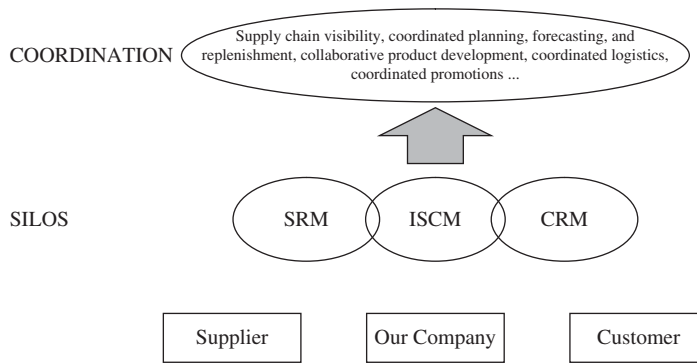 Supply chain visibility, coordinated planning, forecasting, and
COORDINATION replenishment, collaborative product development, coordinated logistics,
coordinated promotions ...
SILOS SRM ISCM CRM
Supplier Our Company Customer